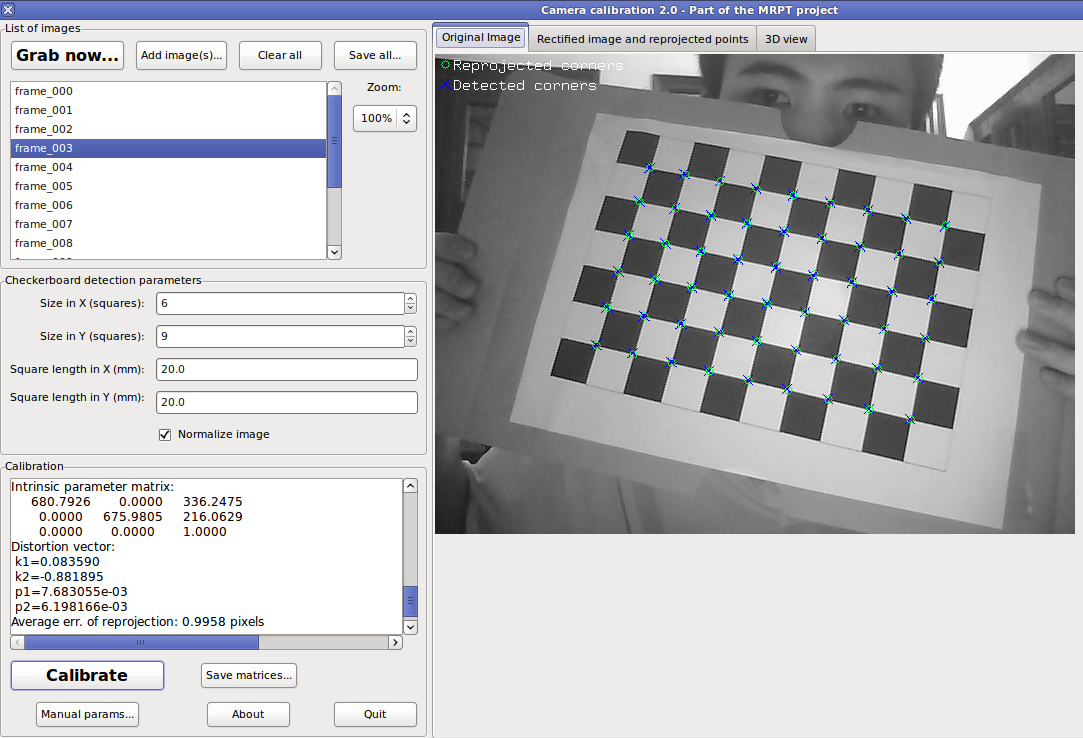 Camera calibration 2.0 - Part of the MRPT project
List of images
Grab now...
Add image(s)...
Clear all
Save all...
frame_000
frame_001
frame_002
frame_003
frame_004
frame_005
frame_006
frame_007
frame_008
Zoom:
100%
Checkerboard detection parameters
Size in X (squares): 6
Size in Y (squares): 9
Square length in X (mm): 20.0
Square length in Y (mm): 20.0
Normalize image
Calibration
Intrinsic parameter matrix:
680.7926 0.0000 336.2475
0.0000 675.9805 216.0629
0.0000 0.0000 1.0000
Distortion vector:
k1=0.083590
k2=-0.881895
p1=7.683055e-03
p2=6.198166e-03
Average err. of reprojection: 0.9958 pixels
Calibrate
Save matrices...
Manual params...
About
Quit
Original Image
Rectified image and reprojected points
3D view
Reprojected corners
Detected corners